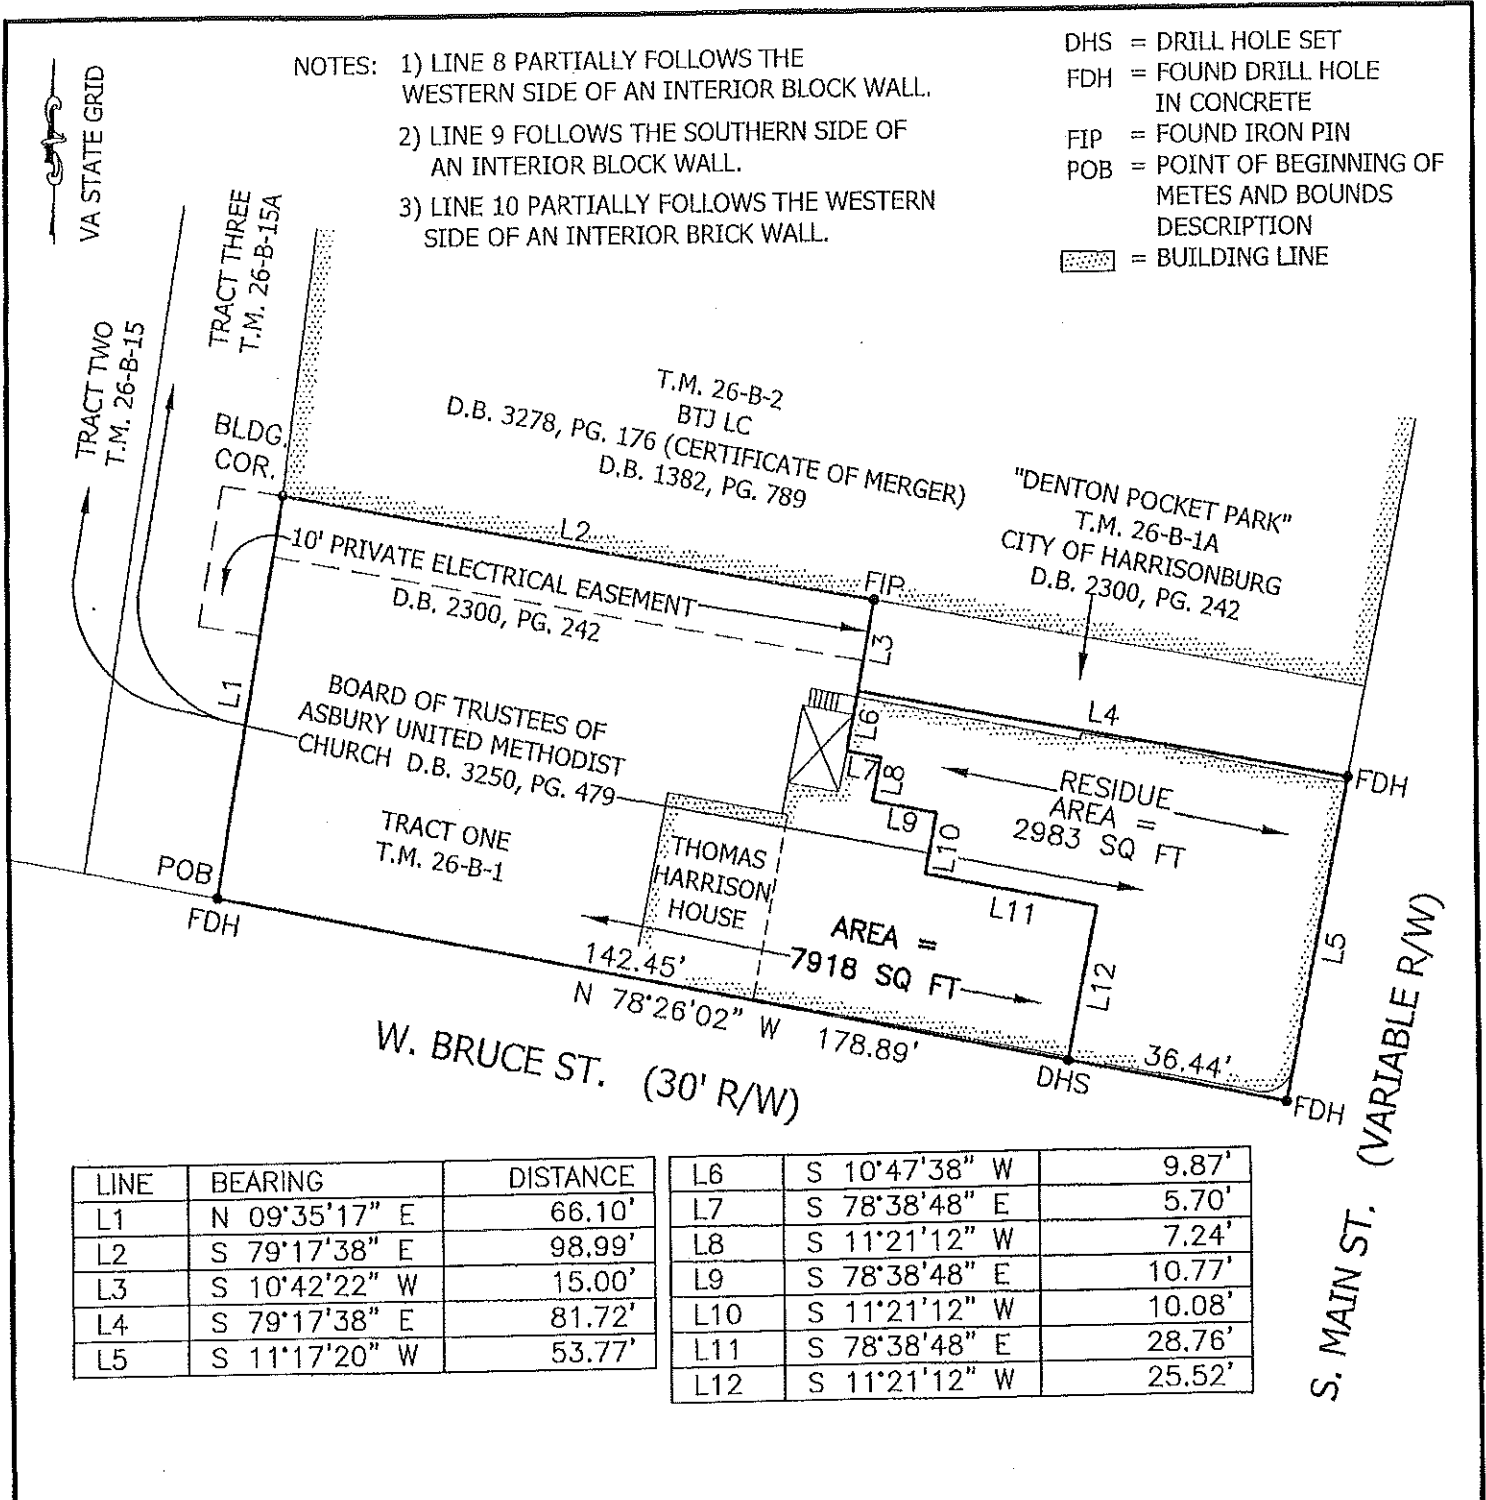 VA STATE GRID
NOTES: 1) LINE 8 PARTIALLY FOLLOWS THE
WESTERN SIDE OF AN INTERIOR BLOCK WALL.
2) LINE 9 FOLLOWS THE SOUTHERN SIDE OF
AN INTERIOR BLOCK WALL.
3) LINE 10 PARTIALLY FOLLOWS THE WESTERN
SIDE OF AN INTERIOR BRICK WALL.
DHS = DRILL HOLE SET
FDH = FOUND DRILL HOLE
IN CONCRETE
FIP = FOUND IRON PIN
POB = POINT OF BEGINNING OF
METES AND BOUNDS
DESCRIPTION
= BUILDING LINE
TRACT TWO
T.M. 26-B-15
TRACT THREE
T.M. 26-B-15A
BLDG.
COR.
T.M. 26-B-2
BTJ LC
D.B. 3278, PG. 176 (CERTIFICATE OF MERGER)
D.B. 1382, PG. 789
"DENTON POCKET PARK"
T.M. 26-B-1A
CITY OF HARRISONBURG
D.B. 2300, PG. 242
L2
10' PRIVATE ELECTRICAL EASEMENT
D.B. 2300, PG. 242
FIP
L3
L1
BOARD OF TRUSTEES OF
ASBURY UNITED METHODIST
CHURCH D.B. 3250, PG. 479
L4
L6
L7
L8
L9
L10
FDH
RESIDUE
AREA =
2983 SQ FT
TRACT ONE
T.M. 26-B-1
THOMAS
HARRISON
HOUSE
POB
FDH
L11
L12
L5
AREA =
7918 SQ FT
142.45'
N 78°26'02" W 178.89'
36.44'
DHS
FDH
W. BRUCE ST. (30' R/W)
S. MAIN ST. (VARIABLE R/W)
LINE BEARING DISTANCE
L1 N 09°35'17" E 66.10'
L2 S 79°17'38" E 98.99'
L3 S 10°42'22" W 15.00'
L4 S 79°17'38" E 81.72'
L5 S 11°17'20" W 53.77'
L6 S 10°47'38" W 9.87'
L7 S 78°38'48" E 5.70'
L8 S 11°21'12" W 7.24'
L9 S 78°38'48" E 10.77'
L10 S 11°21'12" W 10.08'
L11 S 78°38'48" E 28.76'
L12 S 11°21'12" W 25.52'